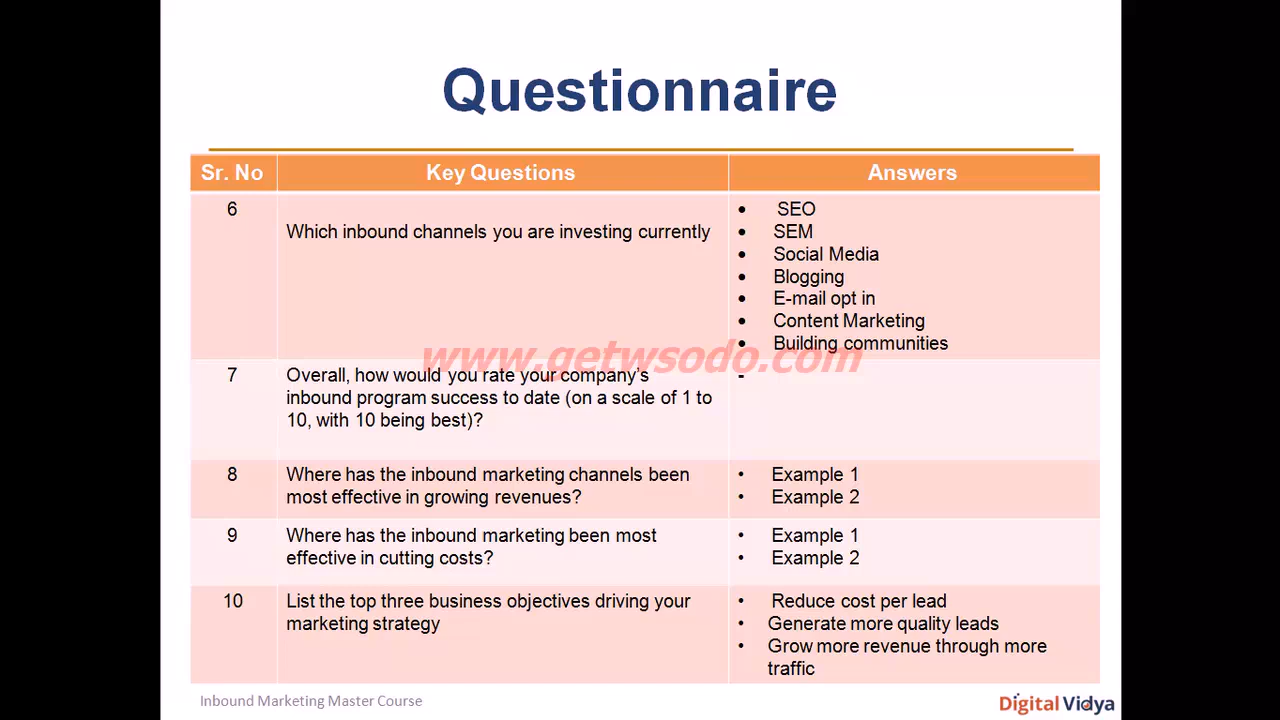 Questionnaire
Sr. No Key Questions Answers
6
Which inbound channels you are investing currently
• SEO
• SEM
• Social Media
• Blogging
• E-mail opt in
• Content Marketing
• Building communities
www.getwsodo.com
7
Overall, how would you rate your company's
inbound program success to date (on a scale of 1 to
10, with 10 being best)?
-
8
Where has the inbound marketing channels been
most effective in growing revenues?
• Example 1
• Example 2
9
Where has the inbound marketing been most
effective in cutting costs?
• Example 1
• Example 2
10
List the top three business objectives driving your
marketing strategy
• Reduce cost per lead
• Generate more quality leads
• Grow more revenue through more
traffic
Inbound Marketing Master Course
Digital Vidya